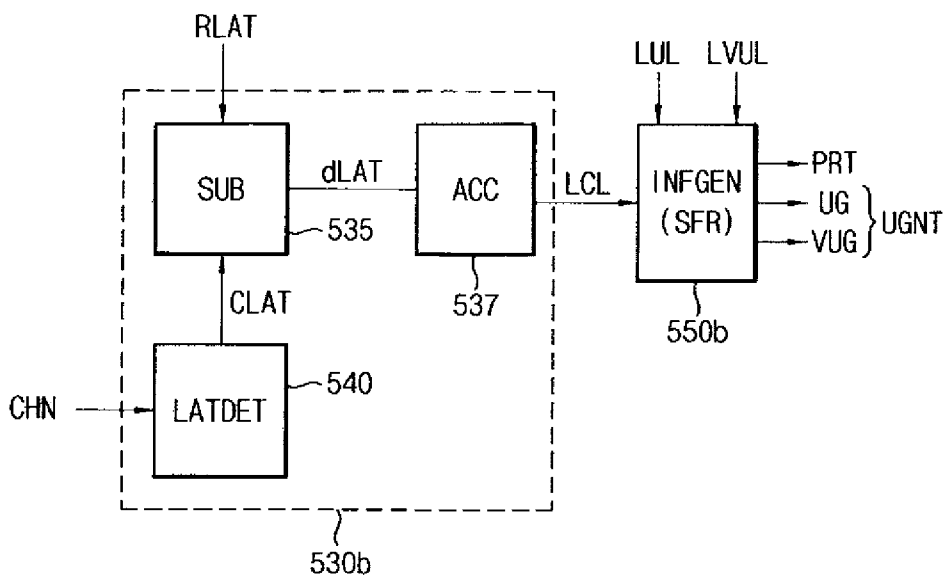 RLAT
LUL LVUL
SUB
dLAT
ACC
LCL
INFGEN
(SFR)
PRT
UG
VUG
UGNT
535
537
550b
CLAT
CHN
LATDET
540
530b